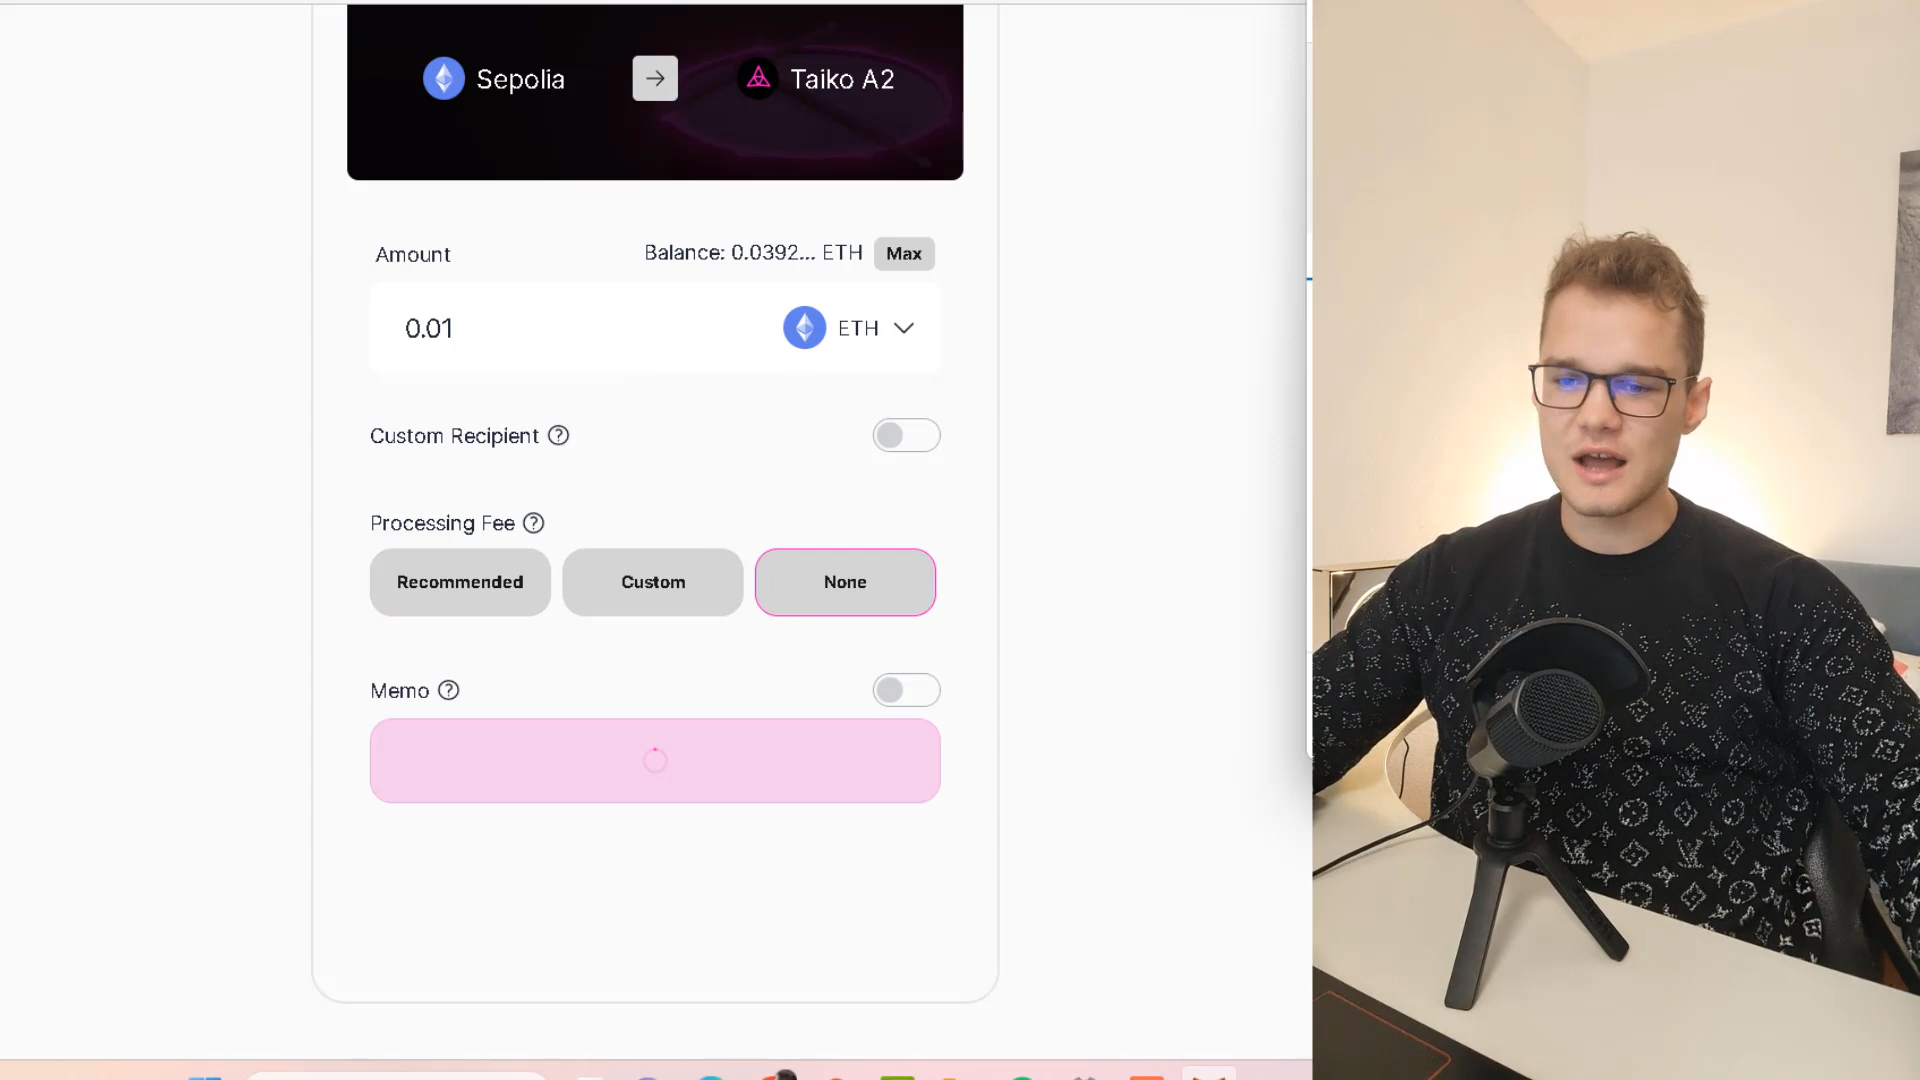 Sepolia → Taiko A2
Amount Balance: 0.0392... ETH Max
0.01 ETH
Custom Recipient ?
Processing Fee ?
Recommended Custom None
Memo ?